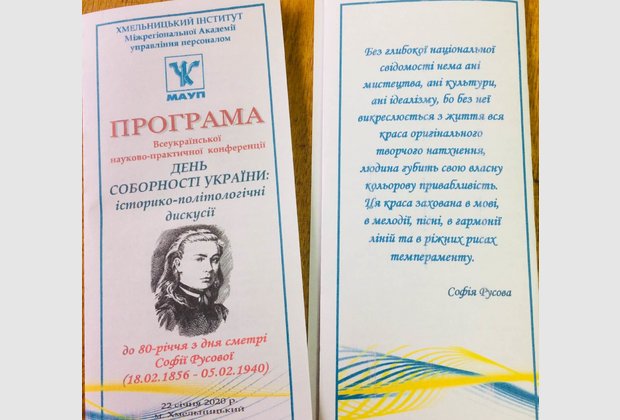 ХМЕЛЬНИЦЬКИЙ ІНСТИТУТ
Міжрегіональної Академії
управління персоналом
МАУП
ПРОГРАМА
Всеукраїнської
науково-практичної конференції
ДЕНЬ
СОБОРНОСТІ УКРАЇНИ:
історико-політологічні
дискусії
до 80-річчя з дня сметрі
Софії Русової
(18.02.1856 - 05.02.1940)
22 січня 2020 р.
м. Хмельницький
Без глибокої національної
свідомості нема ані
мистецтва, ані культури,
ані ідеалізму, бо без неї
викреслюється з життя вся
краса оригінального
творчого натхнення,
людина губить свою власну
кольорову привабливість.
Ця краса захована в мові,
в мелодії, пісні, в гармонії
ліній та в ріжних рисах
темпераменту.
Софія Русова